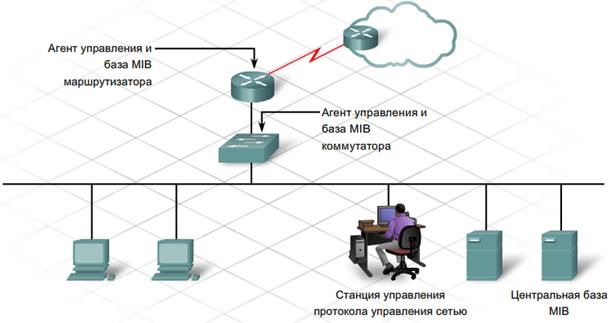 Агент управления и
база MIB
маршрутизатора
Агент управления и
база MIB
коммутатора
Станция управления
протокола управления сетью
Центральная база
MIB